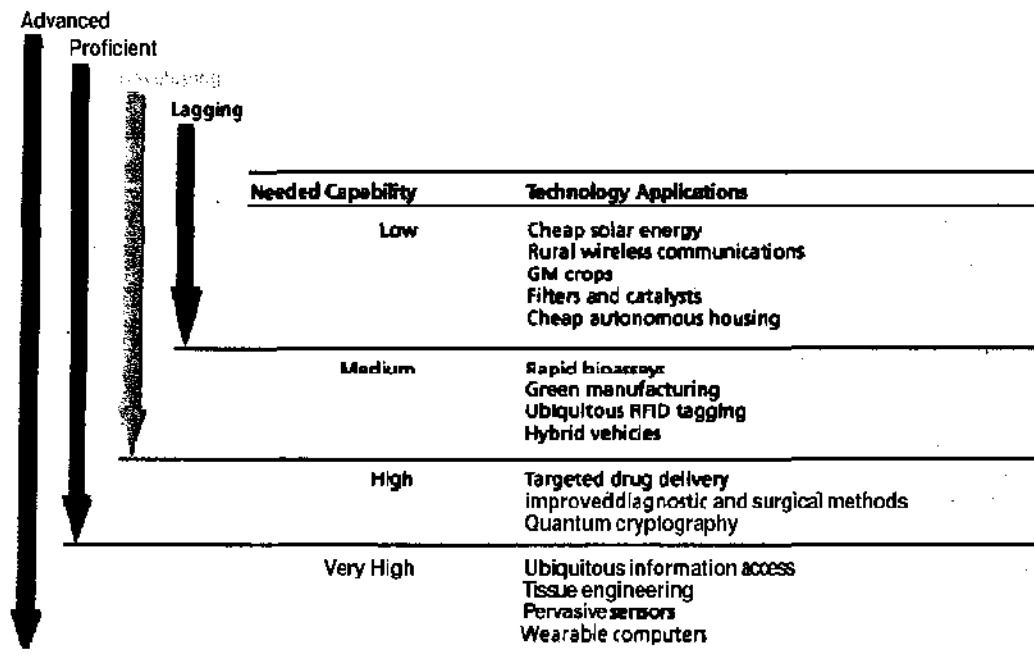 Advanced
Proficient
Lagging
Needed Capability Technology Applications
Low Cheap solar energy
Rural wireless communications
GM crops
Filters and catalysts
Cheap autonomous housing
Medium Rapid bioassays
Green manufacturing
Ubiquitous RFID tagging
Hybrid vehicles
High Targeted drug delivery
improveddiagnostic and surgical methods
Quantum cryptography
Very High Ubiquitous information access
Tissue engineering
Pervasive sensors
Wearable computers